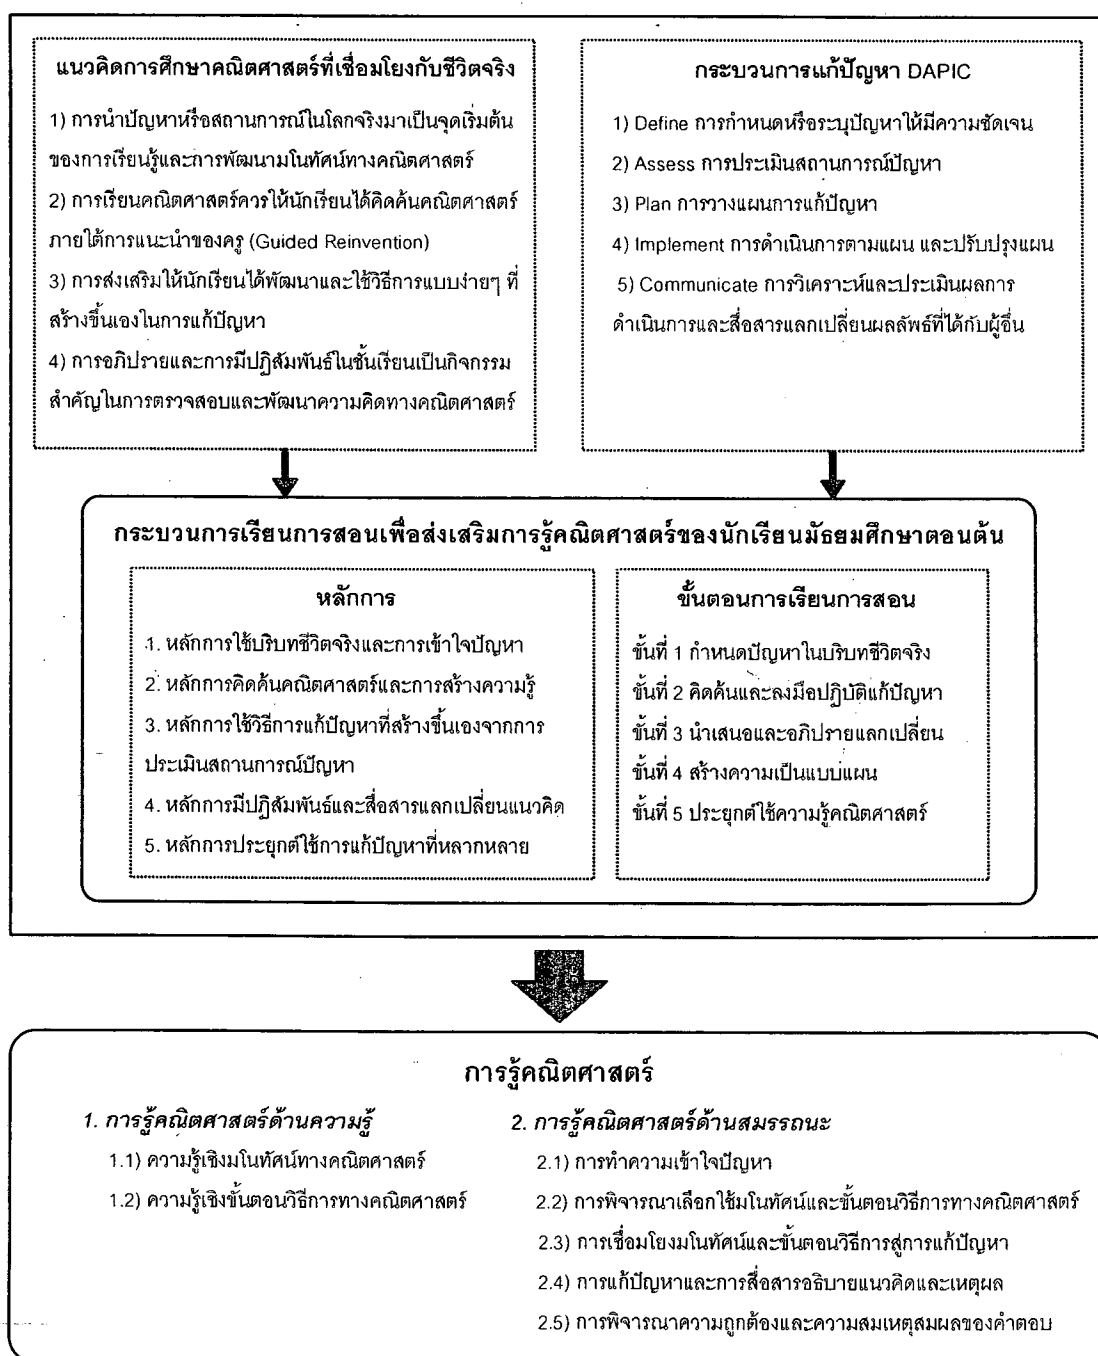 แนวคิดการศึกษาคณิตศาสตร์ที่เชื่อมโยงกับชีวิตจริง
1) การนำปัญหาหรือสถานการณ์ในโลกจริงมาเป็นจุดเริ่มต้น
ของการเรียนรู้และการพัฒนามโนทัศน์ทางคณิตศาสตร์
2) การเรียนคณิตศาสตร์ควรให้นักเรียนได้คิดค้นคณิตศาสตร์
ภายใต้การแนะนำของครู (Guided Reinvention)
3) การส่งเสริมให้นักเรียนได้พัฒนาและใช้วิธีการแบบง่ายๆ ที่
สร้างขึ้นเองในการแก้ปัญหา
4) การอภิปรายและการมีปฏิสัมพันธ์ในชั้นเรียนเป็นกิจกรรม
สำคัญในการตรวจสอบและพัฒนาความคิดทางคณิตศาสตร์
กระบวนการแก้ปัญหา DAPIC
1) Define การกำหนดหรือระบุปัญหาให้มีความชัดเจน
2) Assess การประเมินสถานการณ์ปัญหา
3) Plan การวางแผนการแก้ปัญหา
4) Implement การดำเนินการตามแผน และปรับปรุงแผน
5) Communicate การวิเคราะห์และประเมินผลการ
ดำเนินการและสื่อสารแลกเปลี่ยนผลลัพธ์ที่ได้กับผู้อื่น
กระบวนการเรียนการสอนเพื่อส่งเสริมการรู้คณิตศาสตร์ของนักเรียนมัธยมศึกษาตอนต้น
หลักการ
1. หลักการใช้บริบทชีวิตจริงและการเข้าใจปัญหา
2. หลักการคิดค้นคณิตศาสตร์และการสร้างความรู้
3. หลักการใช้วิธีการแก้ปัญหาที่สร้างขึ้นเองจากการ
ประเมินสถานการณ์ปัญหา
4. หลักการมีปฏิสัมพันธ์และสื่อสารแลกเปลี่ยนแนวคิด
5. หลักการประยุกต์ใช้การแก้ปัญหาที่หลากหลาย
ขั้นตอนการเรียนการสอน
ขั้นที่ 1 กำหนดปัญหาในบริบทชีวิตจริง
ขั้นที่ 2 คิดค้นและลงมือปฏิบัติแก้ปัญหา
ขั้นที่ 3 นำเสนอและอภิปรายแลกเปลี่ยน
ขั้นที่ 4 สร้างความเป็นแบบแผน
ขั้นที่ 5 ประยุกต์ใช้ความรู้คณิตศาสตร์
การรู้คณิตศาสตร์
1. การรู้คณิตศาสตร์ด้านความรู้
1.1) ความรู้เชิงมโนทัศน์ทางคณิตศาสตร์
1.2) ความรู้เชิงขั้นตอนวิธีการทางคณิตศาสตร์
2. การรู้คณิตศาสตร์ด้านสมรรถนะ
2.1) การทำความเข้าใจปัญหา
2.2) การพิจารณาเลือกใช้มโนทัศน์และขั้นตอนวิธีการทางคณิตศาสตร์
2.3) การเชื่อมโยงมโนทัศน์และขั้นตอนวิธีการสู่การแก้ปัญหา
2.4) การแก้ปัญหาและการสื่อสารอธิบายแนวคิดและเหตุผล
2.5) การพิจารณาความถูกต้องและความสมเหตุสมผลของคำตอบ